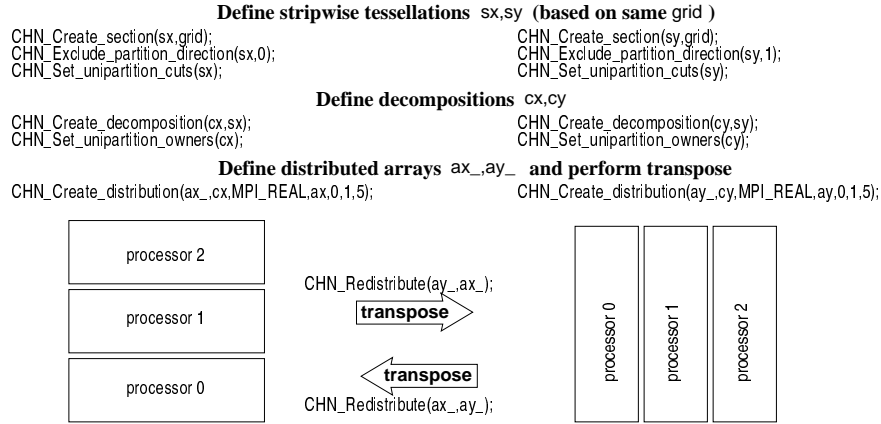 Define stripwise tessellations sx,sy (based on same grid )
CHN_Create_section(sx,grid);
CHN_Exclude_partition_direction(sx,0);
CHN_Set_unipartition_cuts(sx);
CHN_Create_section(sy,grid);
CHN_Exclude_partition_direction(sy,1);
CHN_Set_unipartition_cuts(sy);
Define decompositions cx,cy
CHN_Create_decomposition(cx,sx);
CHN_Set_unipartition_owners(cx);
CHN_Create_decomposition(cy,sy);
CHN_Set_unipartition_owners(cy);
Define distributed arrays ax_,ay_ and perform transpose
CHN_Create_distribution(ax_,cx,MPI_REAL,ax,0,1,5);
CHN_Create_distribution(ay_,cy,MPI_REAL,ay,0,1,5);
processor 2
processor 1
processor 0
CHN_Redistribute(ay_,ax_);
transpose
transpose
CHN_Redistribute(ax_,ay_);
processor 0
processor 1
processor 2